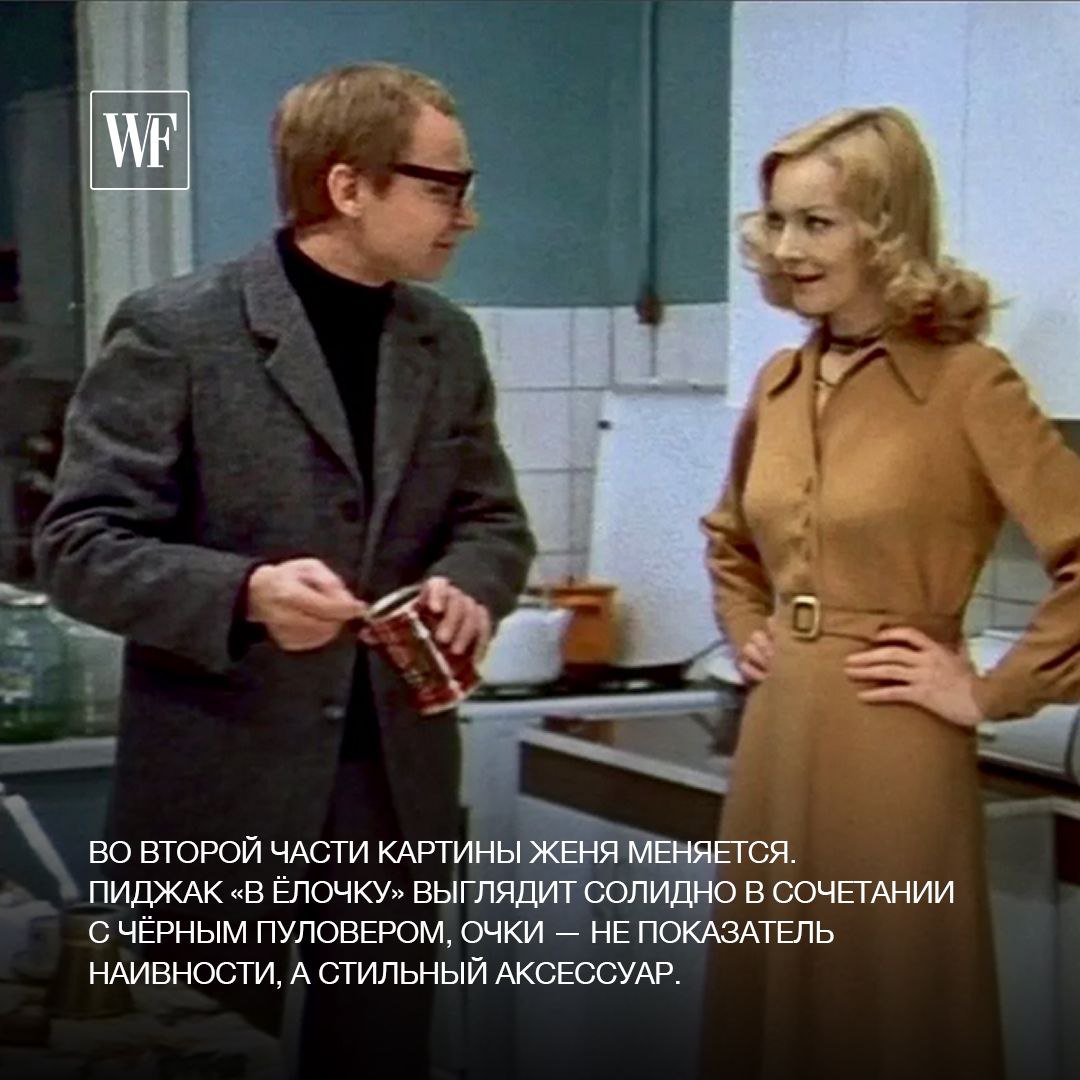 WF
ВО ВТОРОЙ ЧАСТИ КАРТИНЫ ЖЕНЯ МЕНЯЕТСЯ.
ПИДЖАК «В ЁЛОЧКУ» ВЫГЛЯДИТ СОЛИДНО В СОЧЕТАНИИ
С ЧЁРНЫМ ПУЛОВЕРОМ, ОЧКИ — НЕ ПОКАЗАТЕЛЬ
НАИВНОСТИ, А СТИЛЬНЫЙ АКСЕССУАР.